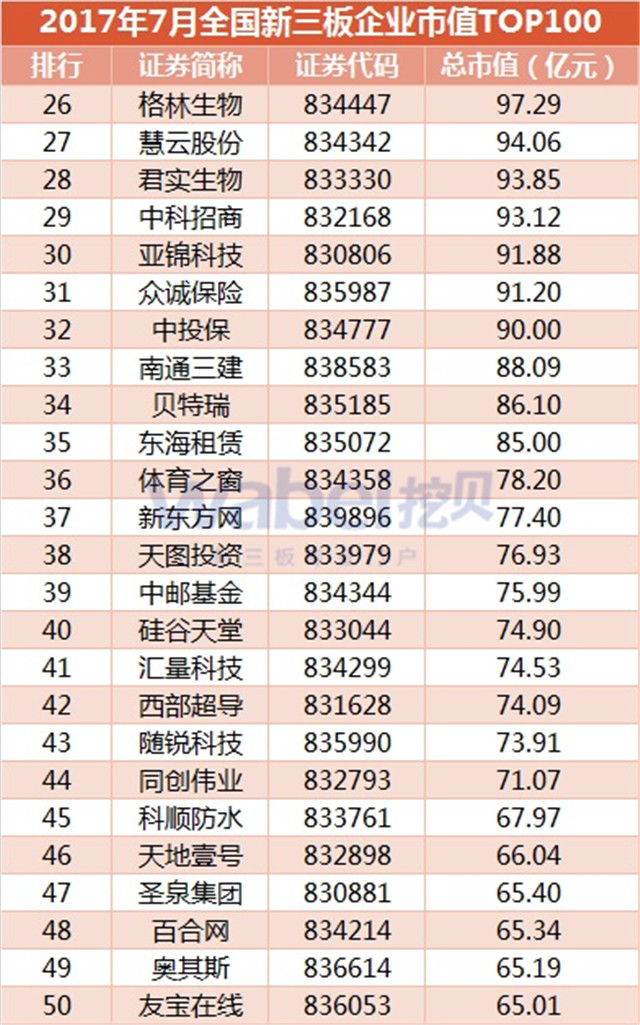 2017年7月全国新三板企业市值TOP100
排行 证券简称 证券代码 总市值（亿元）
26 格林生物 834447 97.29
27 慧云股份 834342 94.06
28 君实生物 833330 93.85
29 中科招商 832168 93.12
30 亚锦科技 830806 91.88
31 众诚保险 835987 91.20
32 中投保 834777 90.00
33 南通三建 838583 88.09
34 贝特瑞 835185 86.10
35 东海租赁 835072 85.00
36 体育之窗 834358 78.20
37 新东方网 839896 77.40
38 天图投资 833979 76.93
39 中邮基金 834344 75.99
40 硅谷天堂 833044 74.90
41 汇量科技 834299 74.53
42 西部超导 831628 74.09
43 随锐科技 835990 73.91
44 同创伟业 832793 71.07
45 科顺防水 833761 67.97
46 天地壹号 832898 66.04
47 圣泉集团 830881 65.40
48 百合网 834214 65.34
49 奥其斯 836614 65.19
50 友宝在线 836053 65.01
wabei挖贝